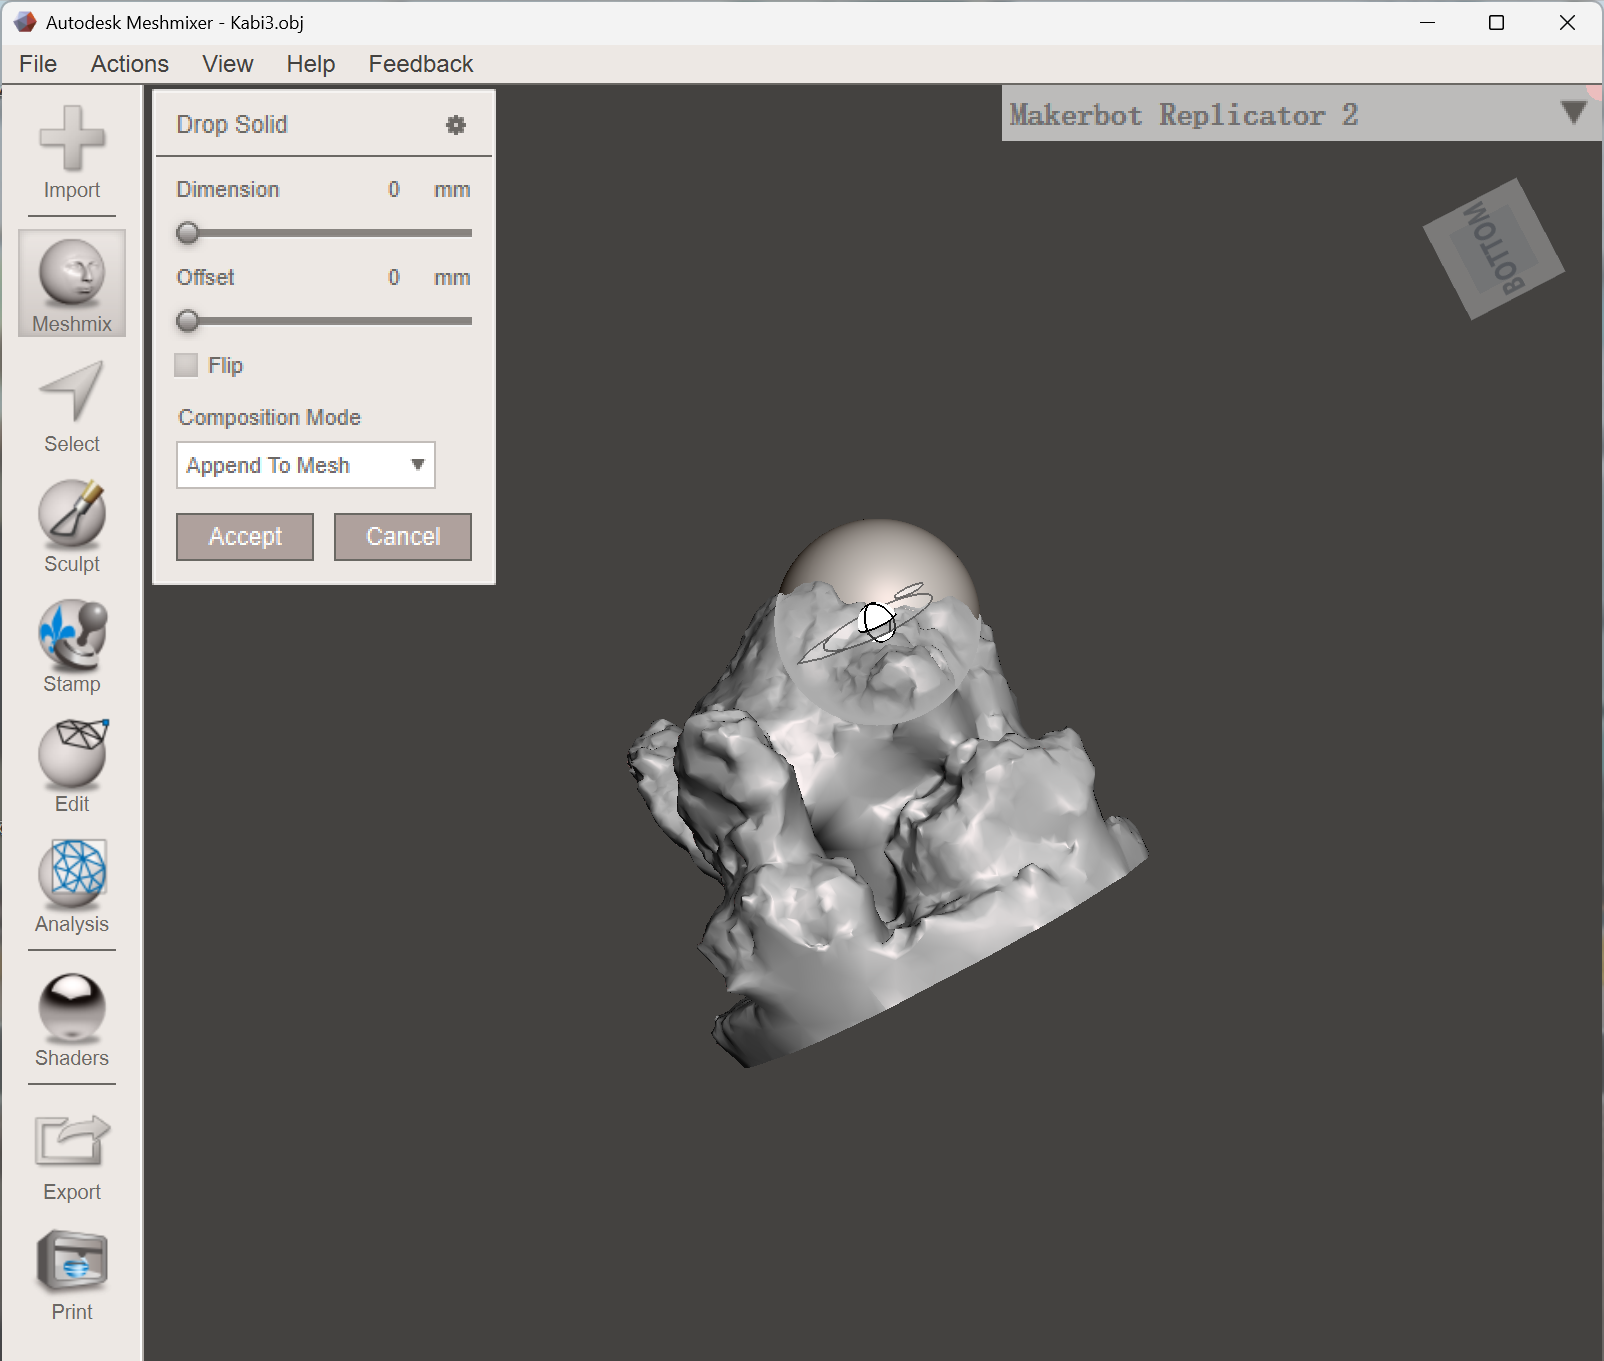 Autodesk Meshmixer - Kabi3.obj
File Actions View Help Feedback
Import
Meshmix
Select
Sculpt
Stamp
Edit
Analysis
Shaders
Export
Print
Drop Solid
Dimension 0 mm
Offset 0 mm
Flip
Composition Mode
Append To Mesh
Accept Cancel
Makerbot Replicator 2
BOTTOM